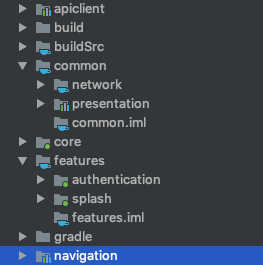 apiclient
build
buildSrc
common
network
presentation
common.iml
core
features
authentication
splash
features.iml
gradle
navigation